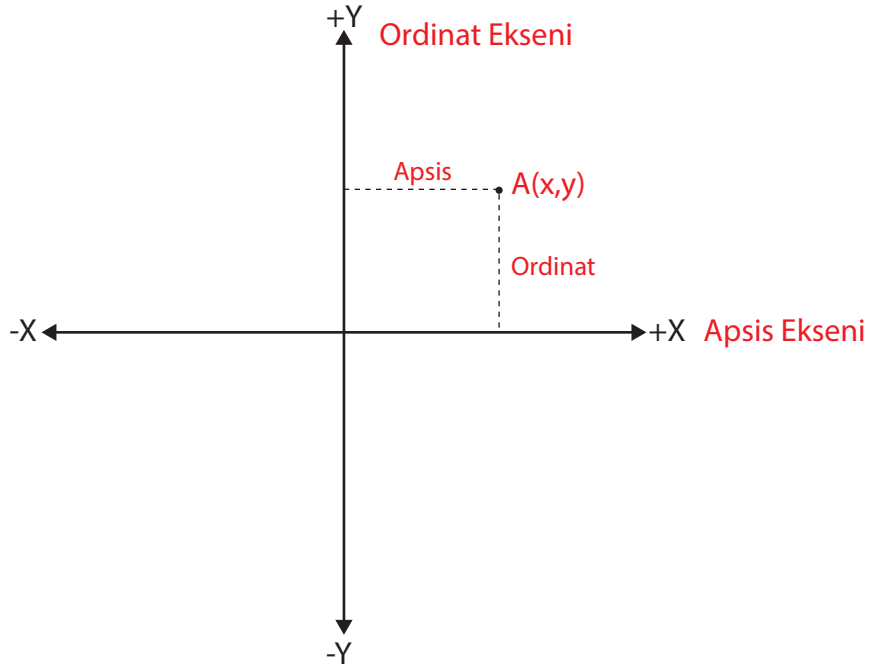 +Y
Ordinat Ekseni
Apsis
A(x,y)
Ordinat
-X
+X
Apsis Ekseni
-Y